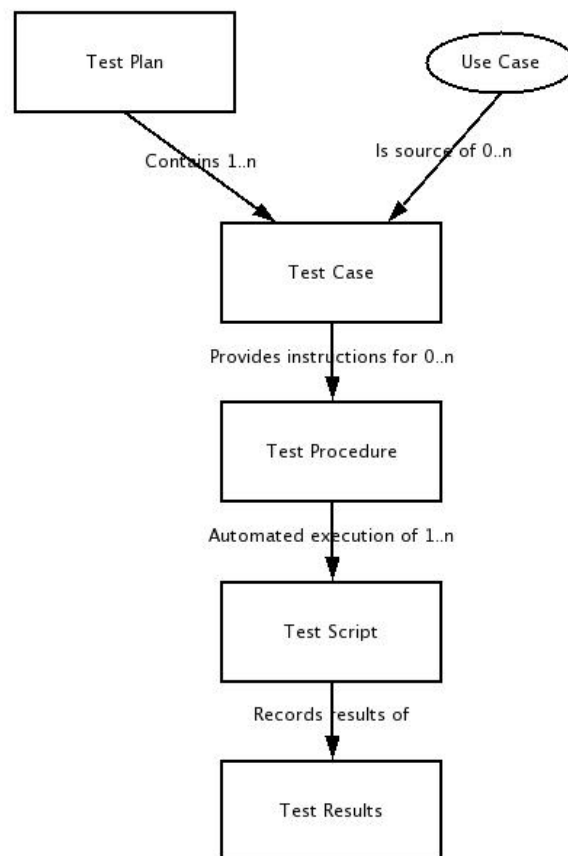 Test Plan
Use Case
Contains 1..n
Is source of 0..n
Test Case
Provides instructions for 0..n
Test Procedure
Automated execution of 1..n
Test Script
Records results of
Test Results